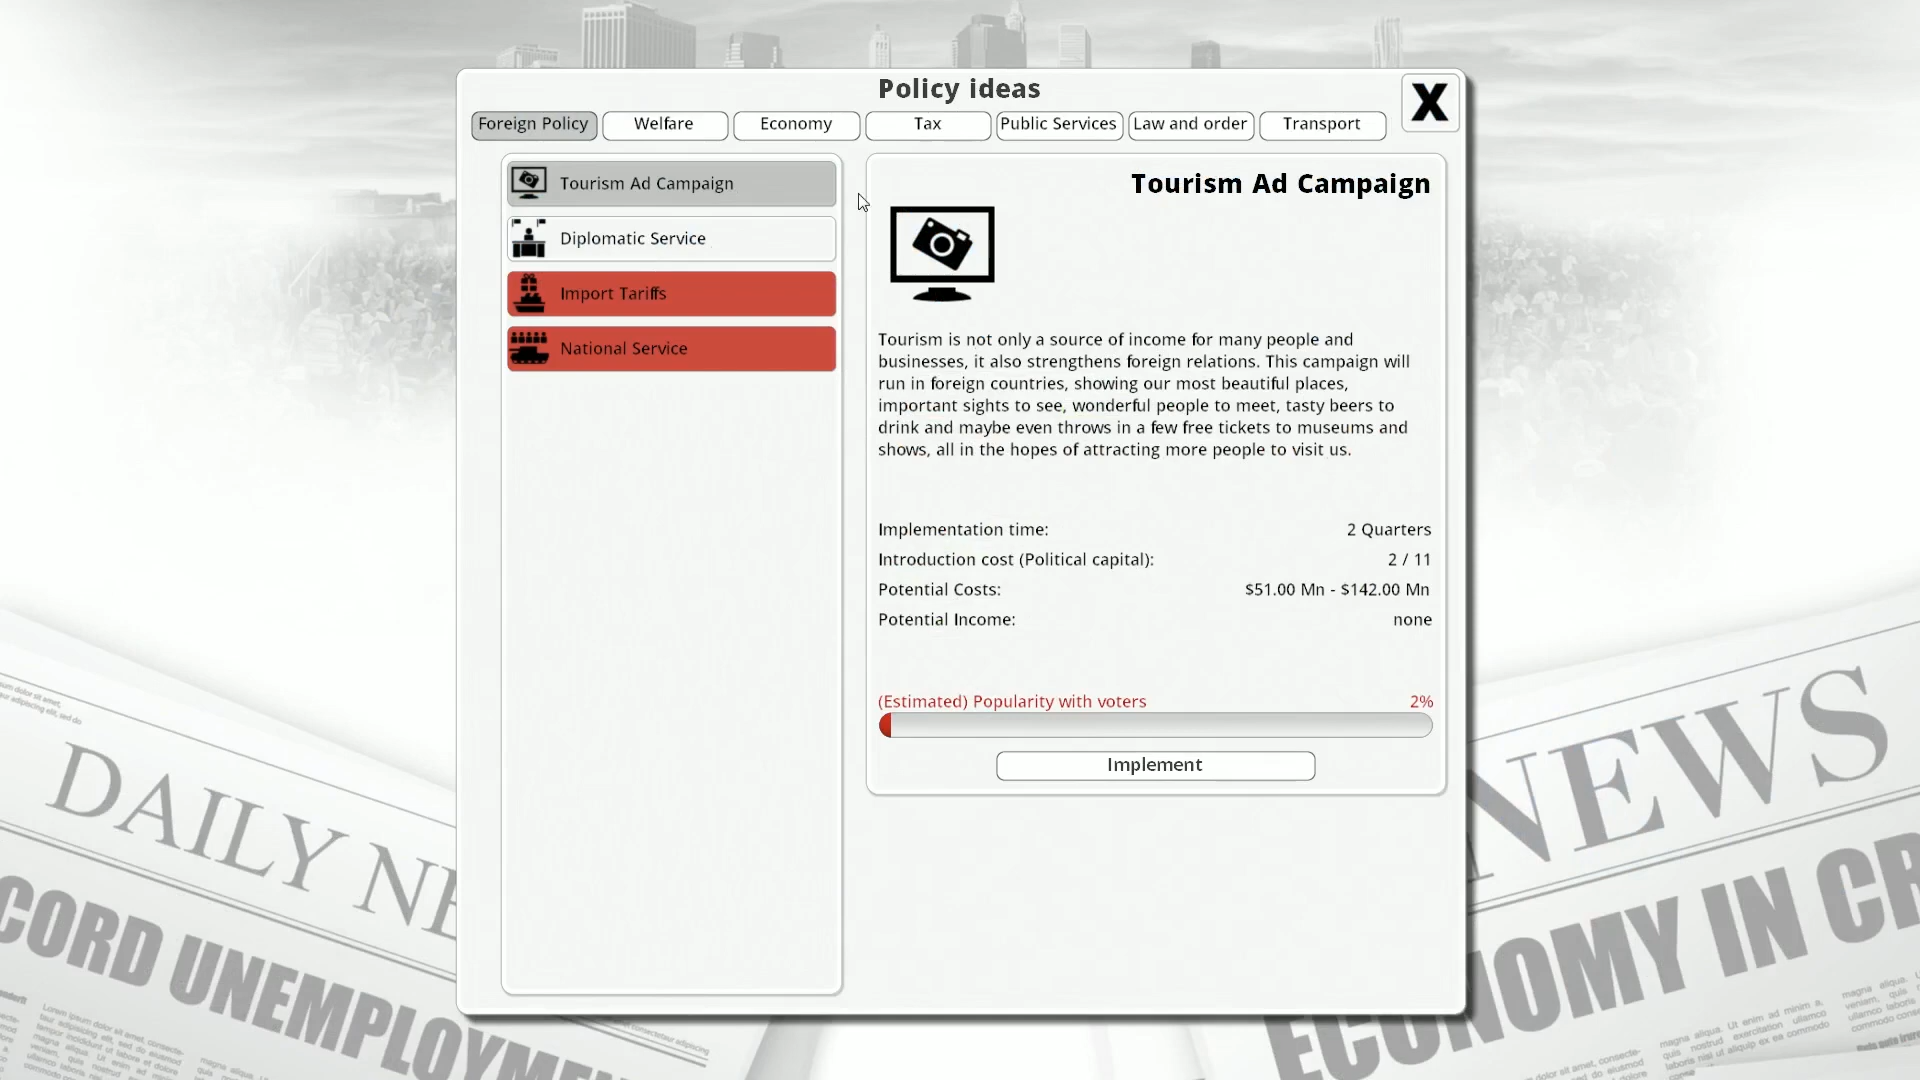 Policy ideas
X
Foreign Policy
Welfare
Economy
Tax
Public Services
Law and order
Transport
Tourism Ad Campaign
Diplomatic Service
Import Tariffs
National Service
Tourism Ad Campaign
Tourism is not only a source of income for many people and
businesses, it also strengthens foreign relations. This campaign will
run in foreign countries, showing our most beautiful places,
important sights to see, wonderful people to meet, tasty beers to
drink and maybe even throws in a few free tickets to museums and
shows, all in the hopes of attracting more people to visit us.
Implementation time: 2 Quarters
Introduction cost (Political capital): 2 / 11
Potential Costs: $51.00 Mn - $142.00 Mn
Potential Income: none
(Estimated) Popularity with voters 2%
Implement
DAILY NE
CORD UNEMPLOYME
NEWS
ECONOMY IN CR